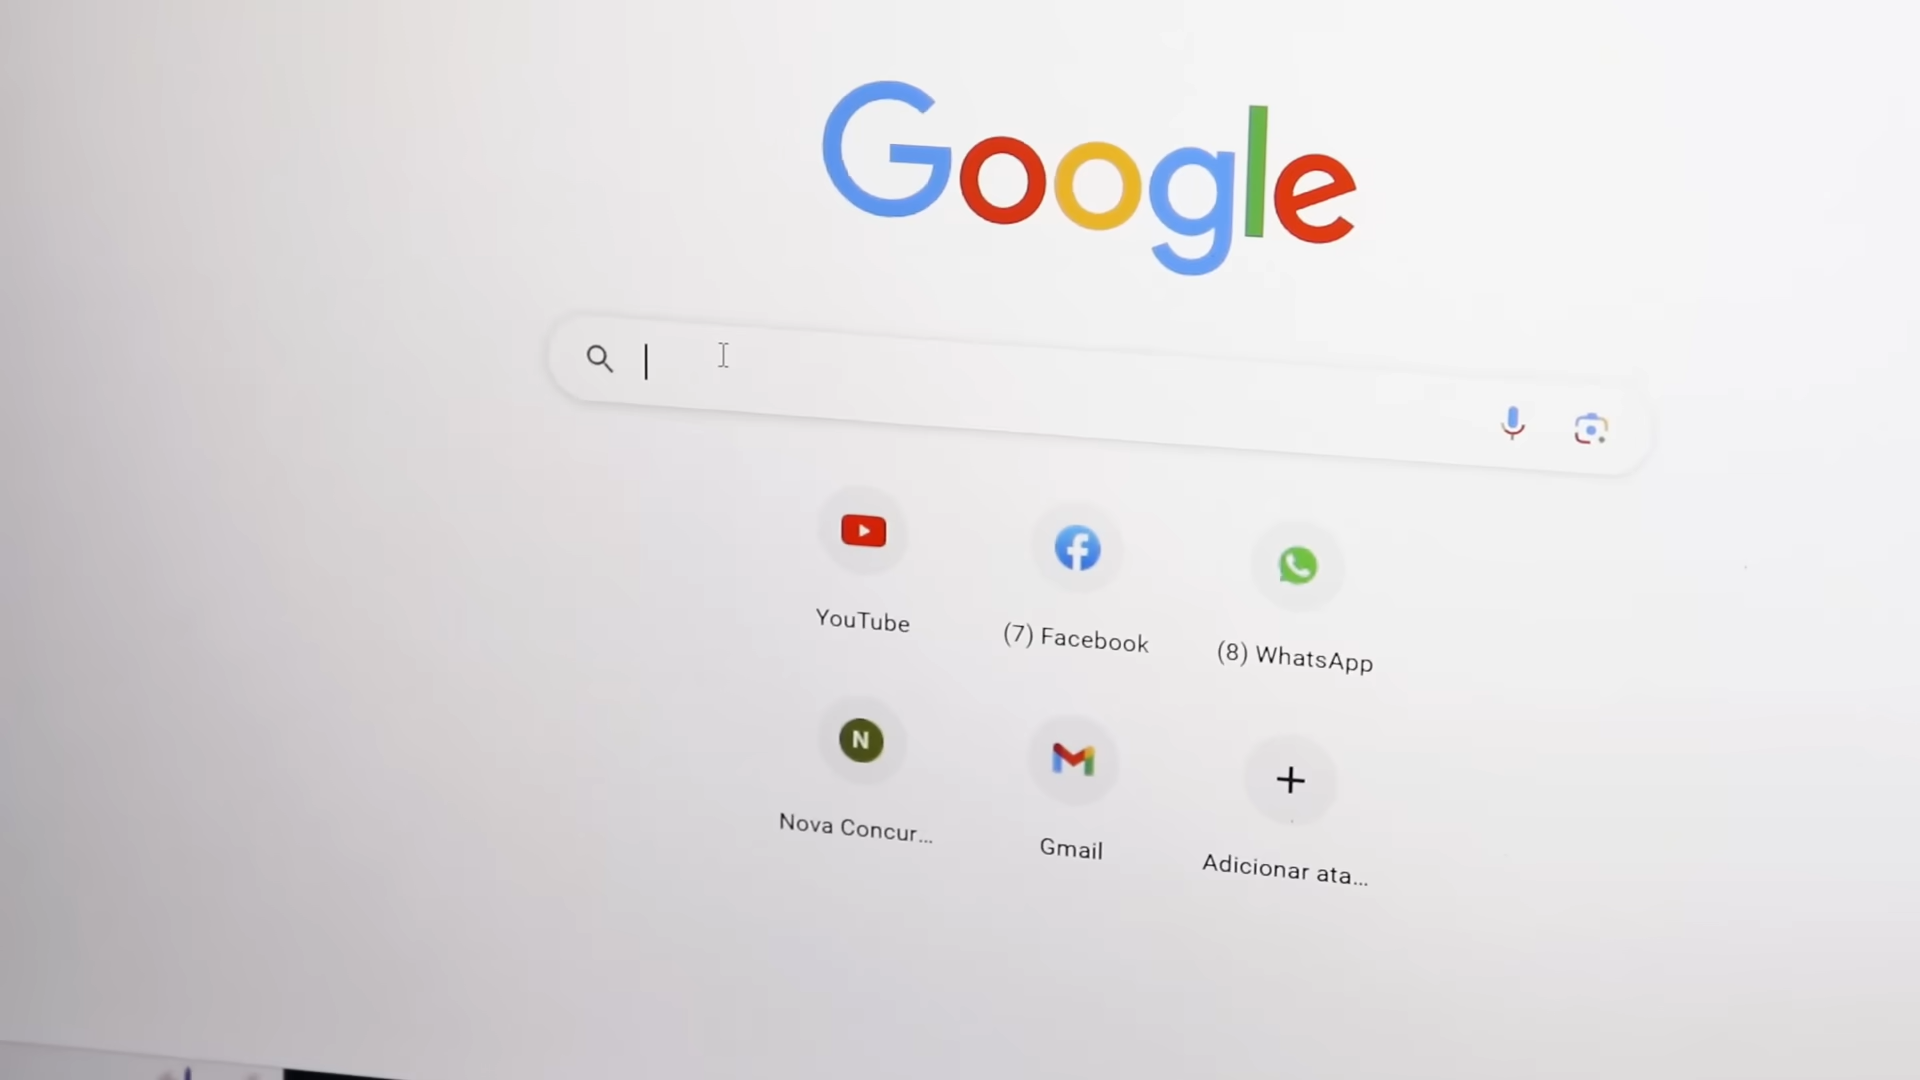 Google
YouTube
(7) Facebook
(8) WhatsApp
N
Nova Concur...
Gmail
Adicionar ata...